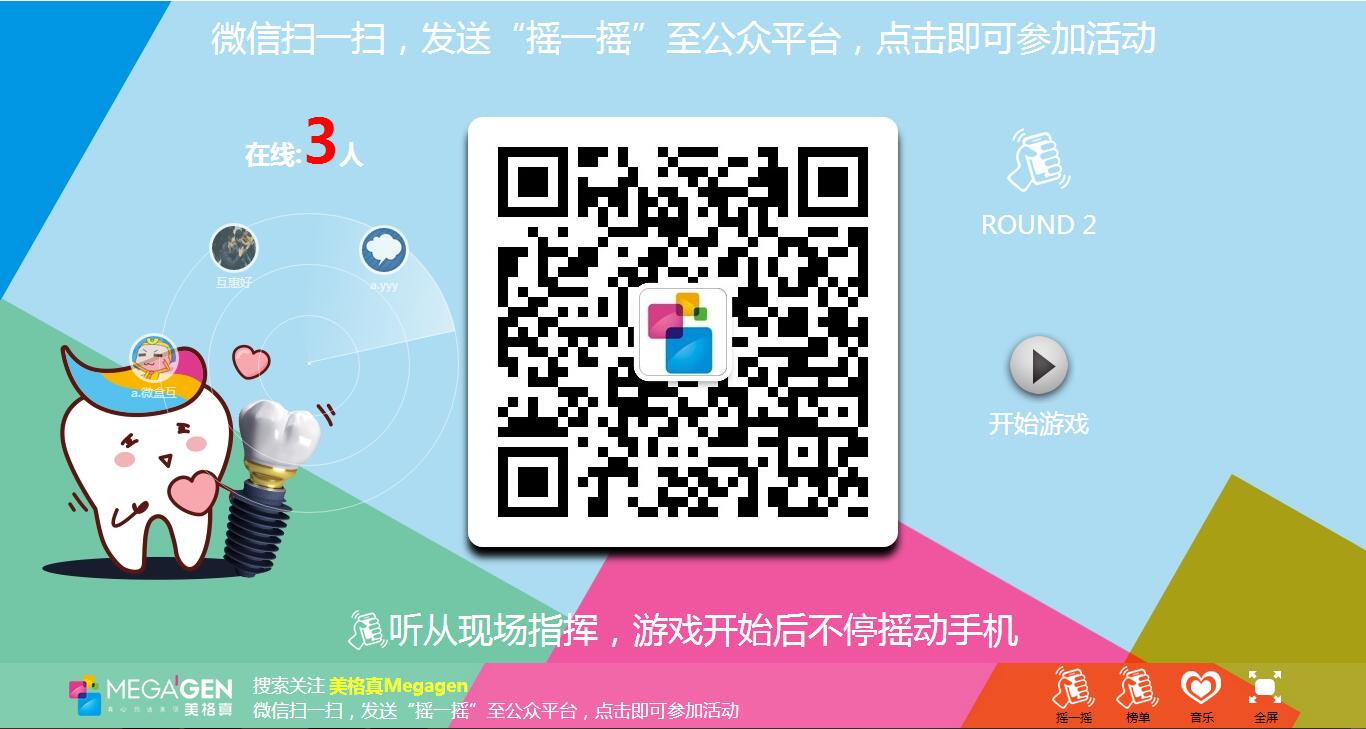 微信扫一扫，发送“摇一摇”至公众平台，点击即可参加活动
在线:3人
ROUND 2
互惠好
a.yyy
a.微盒互
开始游戏
听从现场指挥，游戏开始后不停摇动手机
MEGA'GEN
美格真
搜索关注 美格真Megagen
微信扫一扫，发送“摇一摇”至公众平台，点击即可参加活动
摇一摇
榜单
音乐
全屏